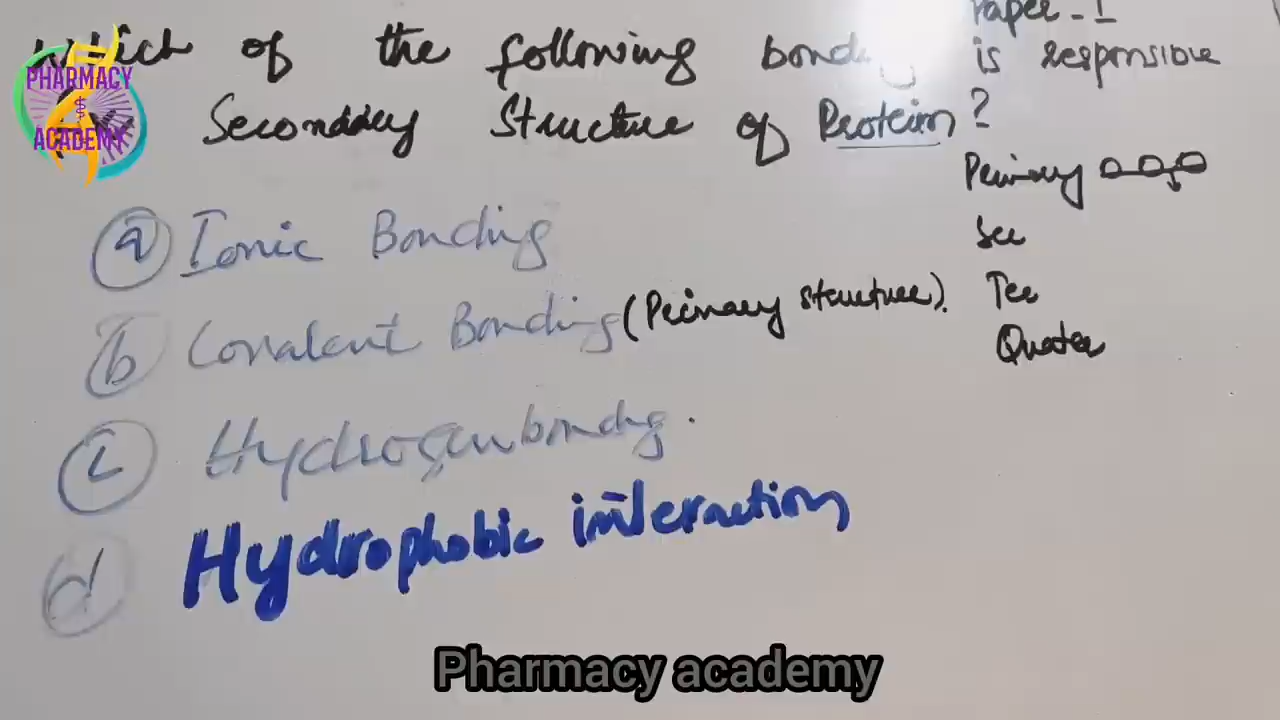 Paper - I
Which of the following bonding is responsible
Secondary Structure of Protein ?
PHARMACY
ACADEMY
Primary
Sec
Ter
Quater
a Ionic Bonding
b Covalent Bonding (Primary structure).
c Hydrogen bondg.
d Hydrophobic interaction
Pharmacy academy